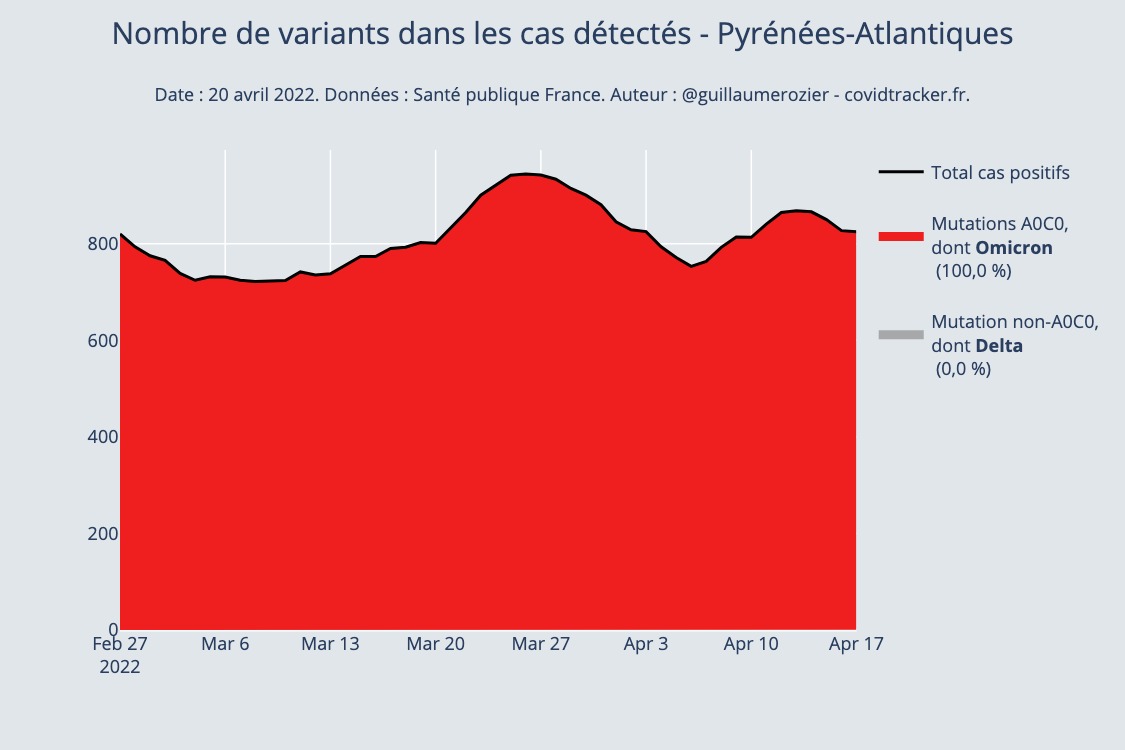 Nombre de variants dans les cas détectés - Pyrénées-Atlantiques
Date : 20 avril 2022. Données : Santé publique France. Auteur : @guillaumerozier - covidtracker.fr.
Total cas positifs
Mutations A0C0,
dont Omicron
(100,0 %)
Mutation non-A0C0,
dont Delta
(0,0 %)
800
600
400
200
0
Feb 27
2022
Mar 6
Mar 13
Mar 20
Mar 27
Apr 3
Apr 10
Apr 17